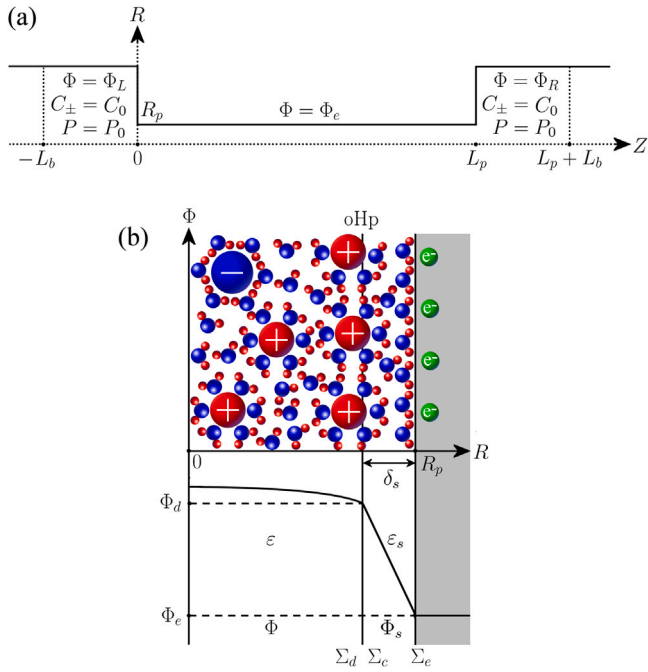 (a)
R
Φ = Φ_L
C_± = C_0
P = P_0
R_p
Φ = Φ_e
Φ = Φ_R
C_± = C_0
P = P_0
−L_b
0
L_p
L_p + L_b
Z
(b)
Φ
oHp
−
+
+
+
+
+
e⁻
e⁻
e⁻
e⁻
0
δ_s
R_p
R
Φ_d
ε
ε_s
Φ_e
Φ
Φ_s
Σ_d
Σ_c
Σ_e